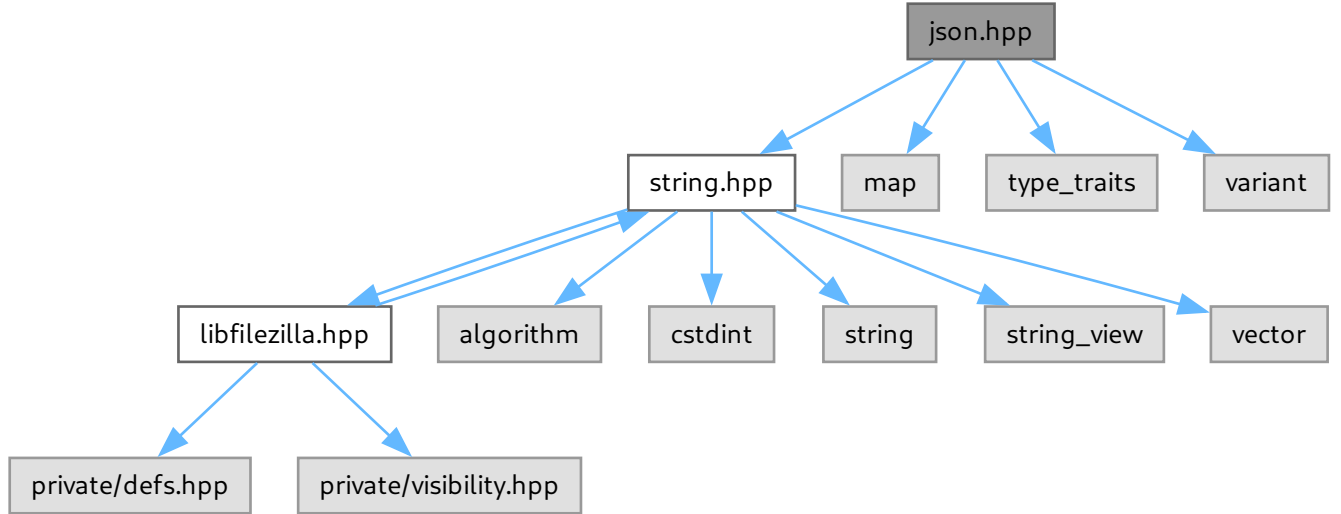 json.hpp
string.hpp
map
type_traits
variant
libfilezilla.hpp
algorithm
cstdint
string
string_view
vector
private/defs.hpp
private/visibility.hpp